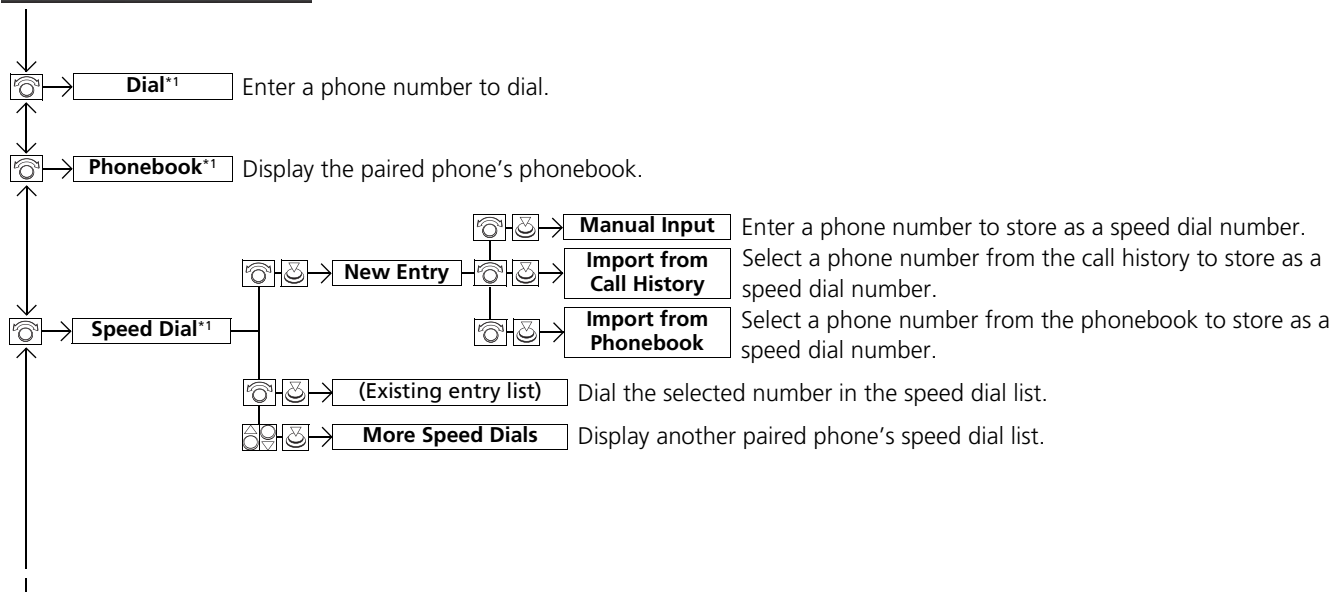 Dial*1 Enter a phone number to dial.
Phonebook*1 Display the paired phone’s phonebook.
Manual Input Enter a phone number to store as a speed dial number.
New Entry
Import from
Call History
Select a phone number from the call history to store as a
speed dial number.
Speed Dial*1
Import from
Phonebook
Select a phone number from the phonebook to store as a
speed dial number.
(Existing entry list) Dial the selected number in the speed dial list.
More Speed Dials Display another paired phone’s speed dial list.